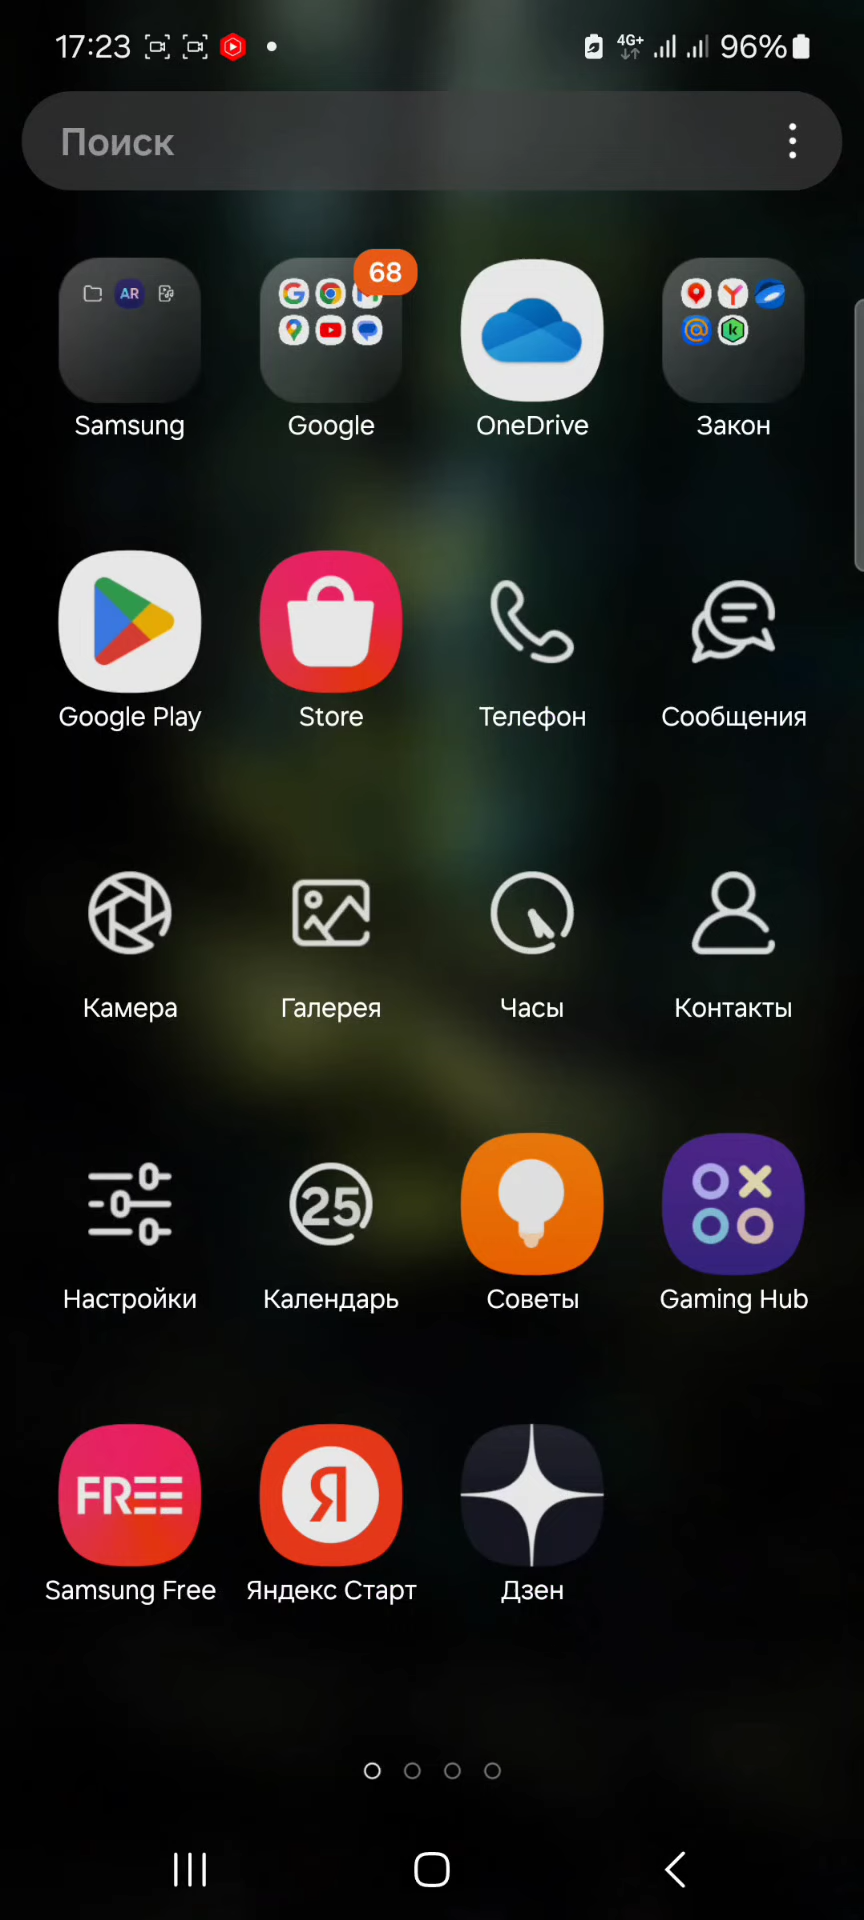 17:23 4G+ 96%
Поиск
AR
68
Samsung Google OneDrive Закон
Google Play Store Телефон Сообщения
Камера Галерея Часы Контакты
25
Настройки Календарь Советы Gaming Hub
FREE Я
Samsung Free Яндекс Старт Дзен